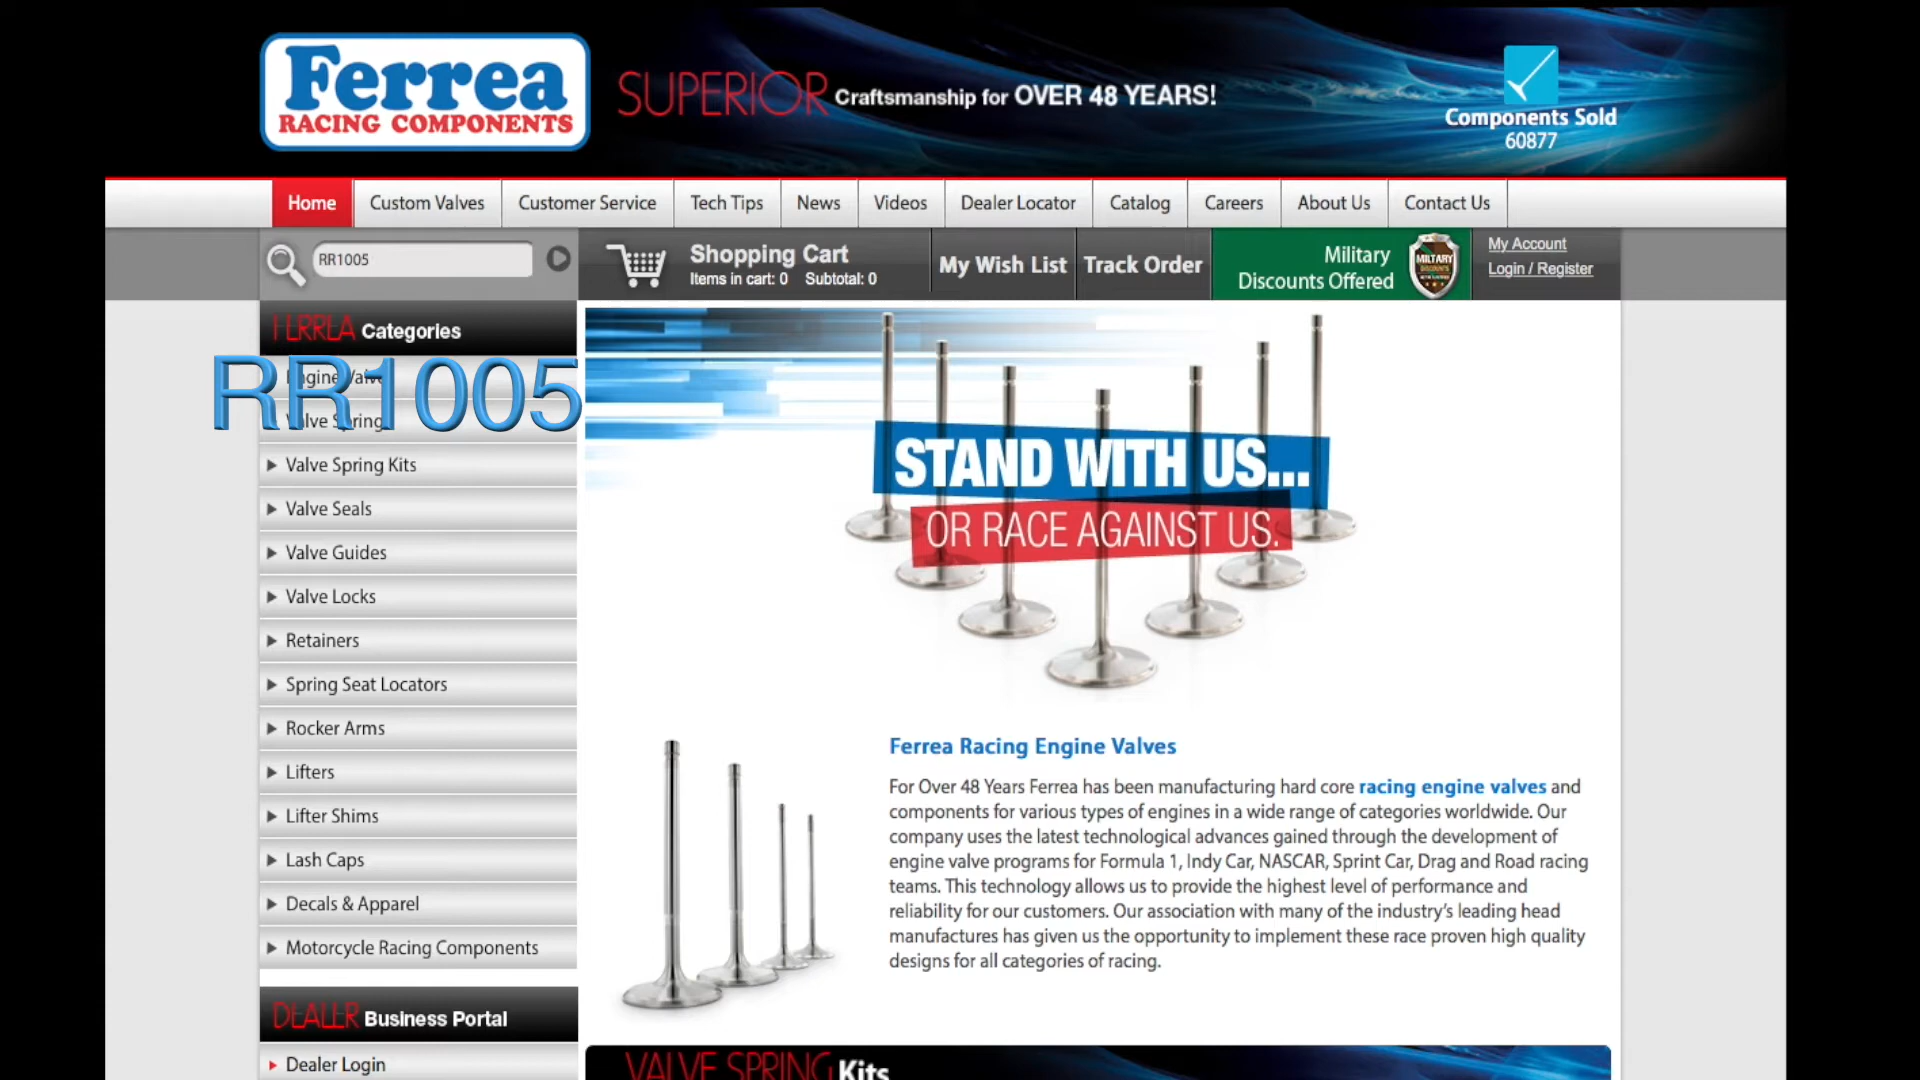 Ferrea
RACING COMPONENTS
SUPERIOR Craftsmanship for OVER 48 YEARS!
Components Sold
60877
Home
Custom Valves
Customer Service
Tech Tips
News
Videos
Dealer Locator
Catalog
Careers
About Us
Contact Us
RR1005
Shopping Cart
Items in cart: 0 Subtotal: 0
My Wish List
Track Order
Military
Discounts Offered
MILITARY
My Account
Login / Register
FERREA Categories
RR1005
Valve Spring Kits
Valve Seals
Valve Guides
Valve Locks
Retainers
Spring Seat Locators
Rocker Arms
Lifters
Lifter Shims
Lash Caps
Decals & Apparel
Motorcycle Racing Components
DEALER Business Portal
Dealer Login
STAND WITH US...
OR RACE AGAINST US.
Ferrea Racing Engine Valves
For Over 48 Years Ferrea has been manufacturing hard core racing engine valves and
components for various types of engines in a wide range of categories worldwide. Our
company uses the latest technological advances gained through the development of
engine valve programs for Formula 1, Indy Car, NASCAR, Sprint Car, Drag and Road racing
teams. This technology allows us to provide the highest level of performance and
reliability for our customers. Our association with many of the industry's leading head
manufactures has given us the opportunity to implement these race proven high quality
designs for all categories of racing.
VALVE SPRING Kits